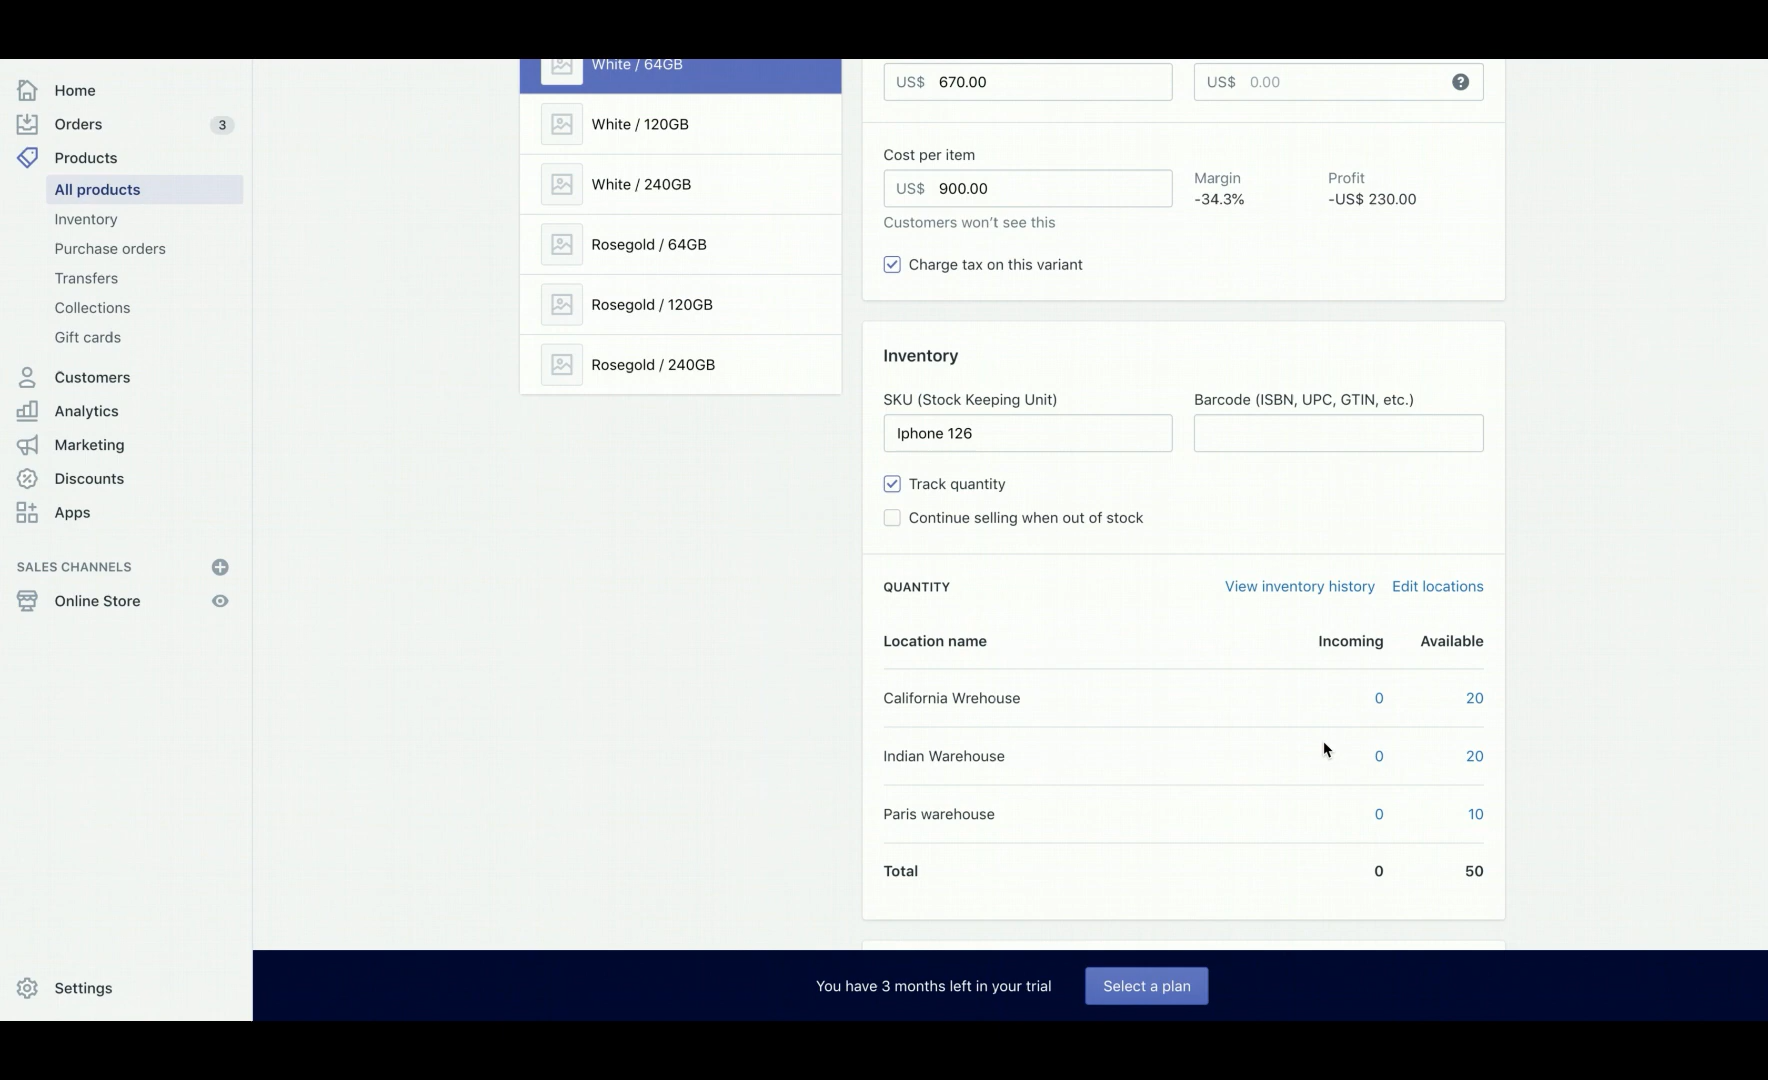 Home
Orders 3
Products
All products
Inventory
Purchase orders
Transfers
Collections
Gift cards
Customers
Analytics
Marketing
Discounts
Apps
SALES CHANNELS
Online Store
Settings
White / 64GB
White / 120GB
White / 240GB
Rosegold / 64GB
Rosegold / 120GB
Rosegold / 240GB
US$ 670.00 US$ 0.00 ?
Cost per item
US$ 900.00
Margin Profit
-34.3% -US$ 230.00
Customers won't see this
Charge tax on this variant
Inventory
SKU (Stock Keeping Unit) Barcode (ISBN, UPC, GTIN, etc.)
Iphone 126
Track quantity
Continue selling when out of stock
QUANTITY View inventory history Edit locations
Location name Incoming Available
California Wrehouse 0 20
Indian Warehouse 0 20
Paris warehouse 0 10
Total 0 50
You have 3 months left in your trial Select a plan